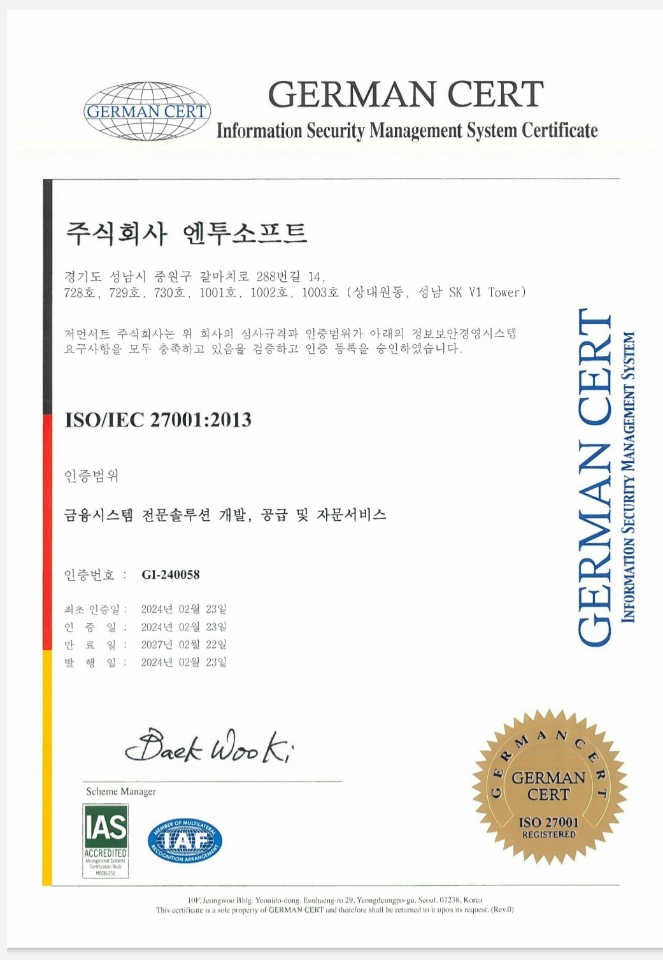 GERMAN CERT
GERMAN CERT
Information Security Management System Certificate
주식회사 엔투소프트
경기도 성남시 중원구 갈마치로 288번길 14,
728호, 729호, 730호, 1001호, 1002호, 1003호 (상대원동, 성남 SK V1 Tower)
저먼서트 주식회사는 위 회사의 심사규격과 인증범위가 아래의 정보보안경영시스템
요구사항을 모두 충족하고 있음을 검증하고 인증 등록을 승인하였습니다.
ISO/IEC 27001:2013
인증범위
금융시스템 전문솔루션 개발, 공급 및 자문서비스
인증번호 : GI-240058
최초 인증일 : 2024년 02월 23일
인 증 일 : 2024년 02월 23일
만 료 일 : 2027년 02월 22일
발 행 일 : 2024년 02월 23일
GERMAN CERT
INFORMATION SECURITY MANAGEMENT SYSTEM
Baek Woo Ki
Scheme Manager
IAS
ACCREDITED
Management Systems
Certification Body
MEMBER OF MULTILATERAL
IAF
RECOGNITION ARRANGEMENT
GERMAN CERT
GERMAN
CERT
ISO 27001
REGISTERED
10F, Jeongwoo Bldg. Yeouido-dong, Eunhaeng-ro 29, Yeongdeungpo-gu, Seoul, 07238, Korea
This certificate is a sole property of GERMAN CERT and therefore shall be returned to it upon its request. (Rev.0)